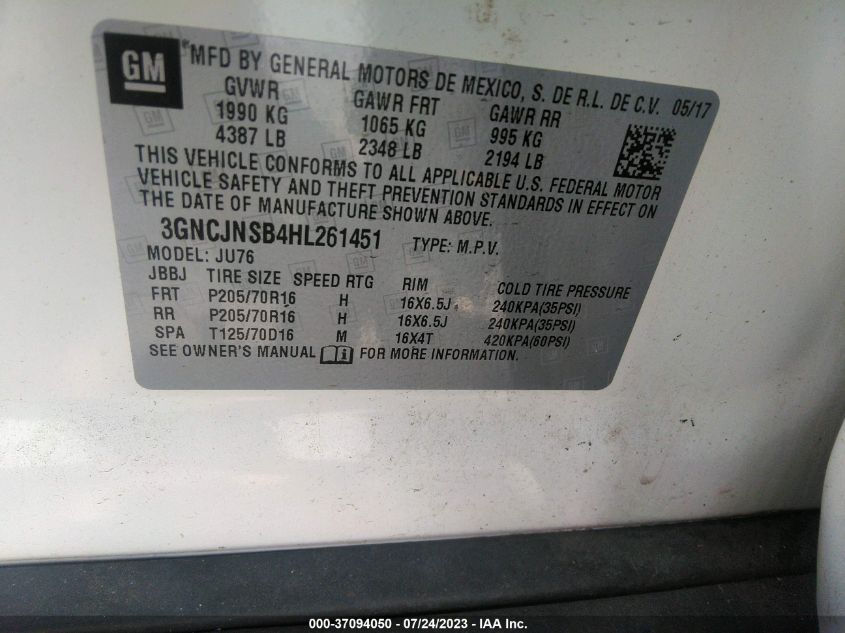 GM
MFD BY GENERAL MOTORS DE MEXICO, S. DE R.L. DE C.V. 05/17
GVWR GAWR FRT GAWR RR
1990 KG 1065 KG 995 KG
4387 LB 2348 LB 2194 LB
THIS VEHICLE CONFORMS TO ALL APPLICABLE U.S. FEDERAL MOTOR
VEHICLE SAFETY AND THEFT PREVENTION STANDARDS IN EFFECT ON
THE DATE OF MANUFACTURE SHOWN ABOVE.
3GNCJNSB4HL261451 TYPE: M.P.V.
MODEL: JU76
JBBJ TIRE SIZE SPEED RTG RIM COLD TIRE PRESSURE
FRT P205/70R16 H 16X6.5J 240KPA(35PSI)
RR P205/70R16 H 16X6.5J 240KPA(35PSI)
SPA T125/70D16 M 16X4T 420KPA(60PSI)
SEE OWNER'S MANUAL FOR MORE INFORMATION.
000-37094050 - 07/24/2023 - IAA Inc.